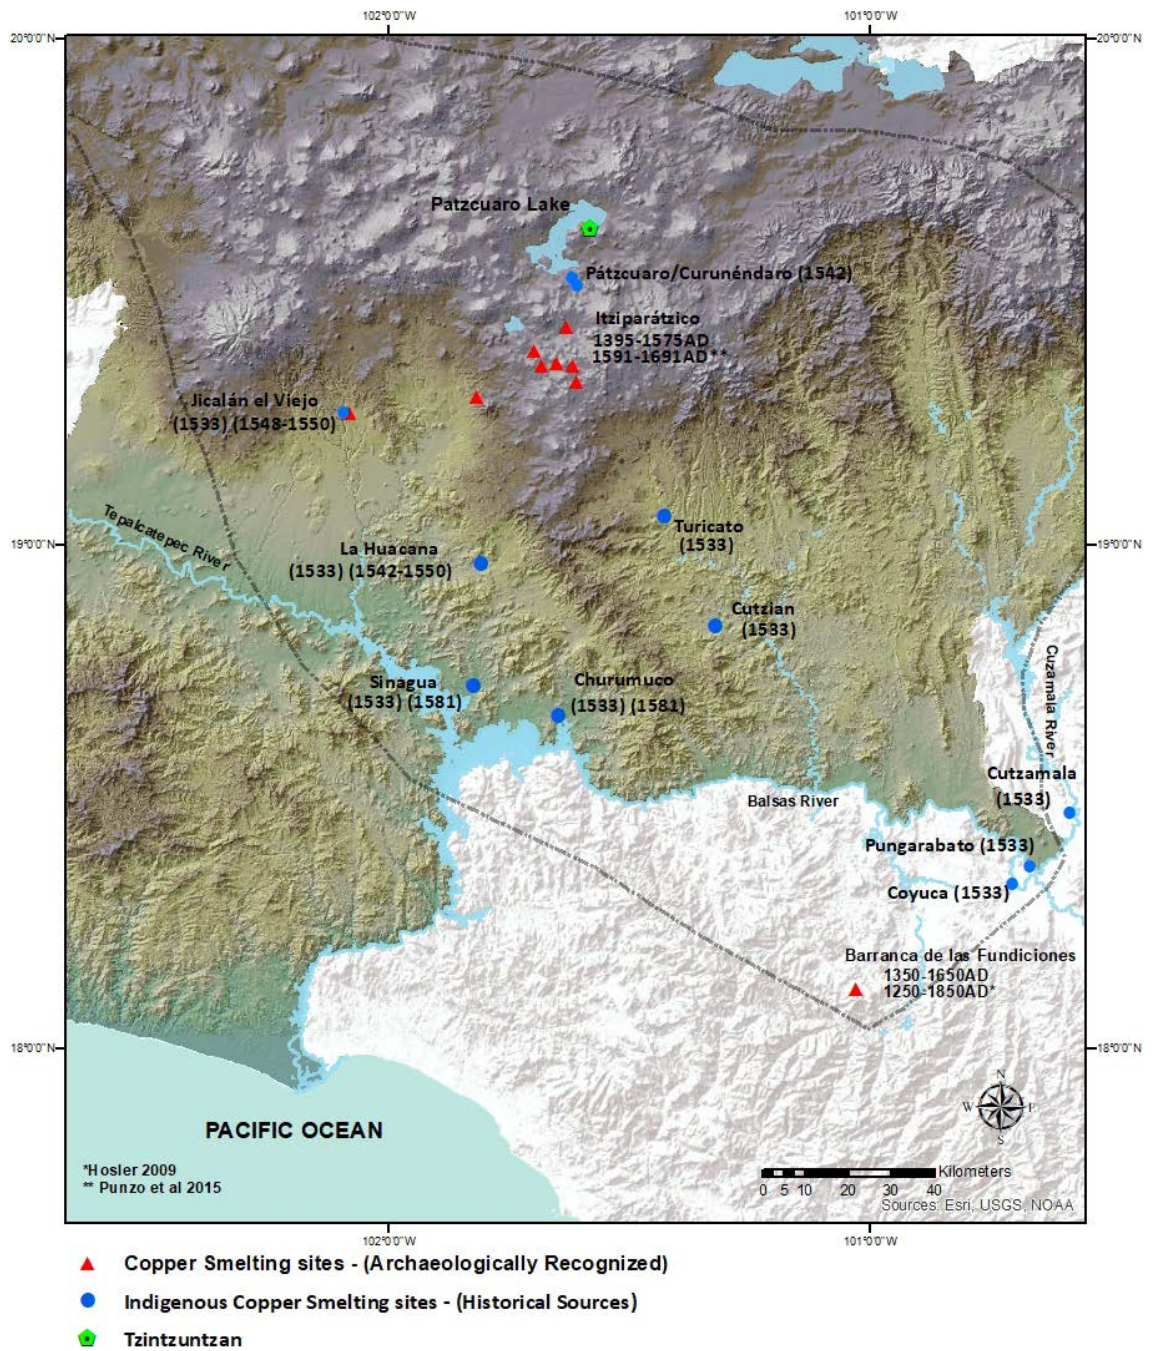 102°0'0"W
101°0'0"W
20°0'0"N
20°0'0"N
Patzcuaro Lake
Pátzcuaro/Curunéndaro (1542)
Itziparátzico
1395-1575AD
1591-1691AD**
Jicalán el Viejo
(1533) (1548-1550)
Tepalcatepec River
Turicato
(1533)
19°0'0"N
19°0'0"N
La Huacana
(1533) (1542-1550)
Cutzian
(1533)
Cuzamala River
Sinagua
(1533) (1581)
Churumuco
(1533) (1581)
Cutzamala
(1533)
Balsas River
Pungarabato (1533)
Coyuca (1533)
Barranca de las Fundiciones
1350-1650AD
1250-1850AD*
18°0'0"N
18°0'0"N
N
W E
S
PACIFIC OCEAN
*Hosler 2009
** Punzo et al 2015
Kilometers
0 5 10 20 30 40
Sources: Esri, USGS, NOAA
102°0'0"W
101°0'0"W
Copper Smelting sites - (Archaeologically Recognized)
Indigenous Copper Smelting sites - (Historical Sources)
Tzintzuntzan